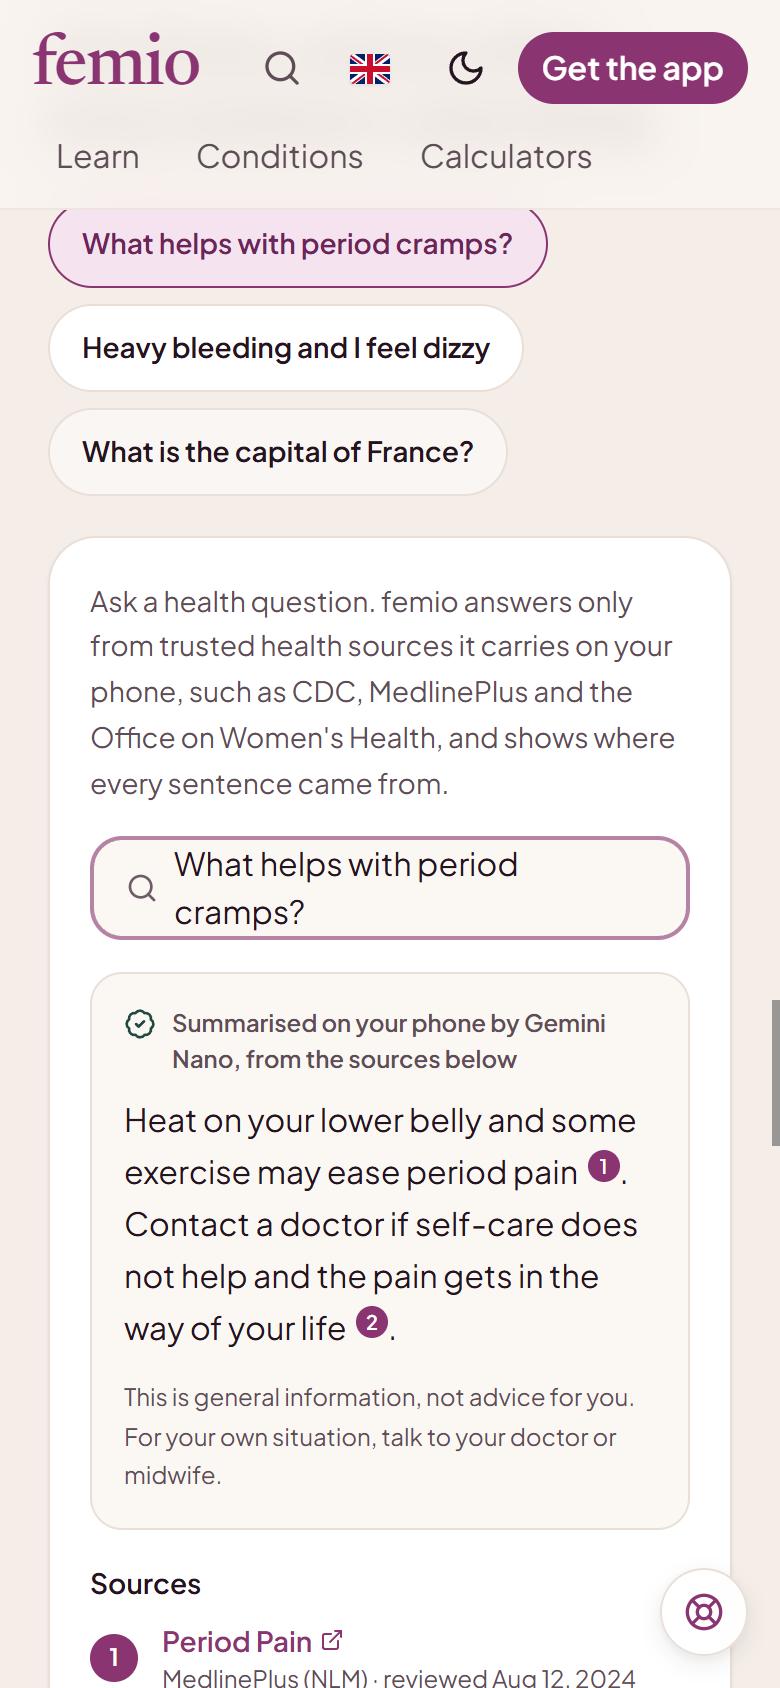 femio
Get the app
Learn Conditions Calculators
What helps with period cramps?
Heavy bleeding and I feel dizzy
What is the capital of France?
Ask a health question. femio answers only
from trusted health sources it carries on your
phone, such as CDC, MedlinePlus and the
Office on Women's Health, and shows where
every sentence came from.
What helps with period
cramps?
Summarised on your phone by Gemini
Nano, from the sources below
Heat on your lower belly and some
exercise may ease period pain 1.
Contact a doctor if self-care does
not help and the pain gets in the
way of your life 2.
This is general information, not advice for you.
For your own situation, talk to your doctor or
midwife.
Sources
1 Period Pain
MedlinePlus (NLM) · reviewed Aug 12, 2024